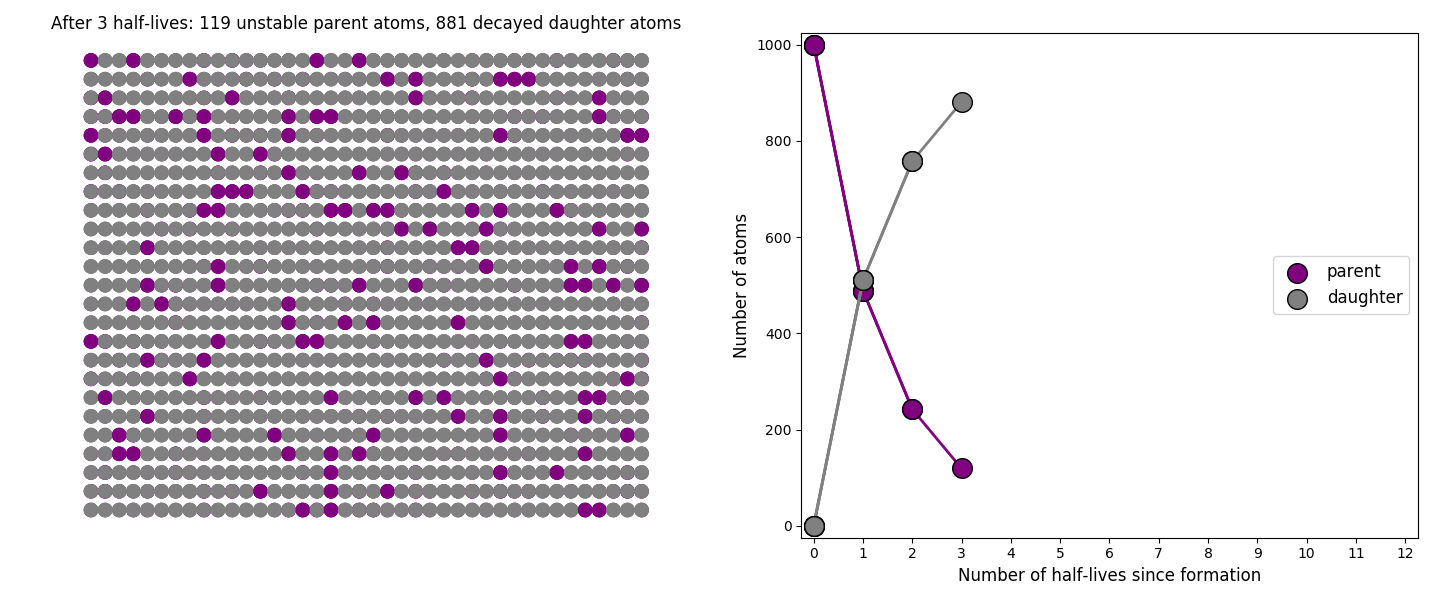 After 3 half-lives: 119 unstable parent atoms, 881 decayed daughter atoms
1000
800
600
400
200
0
Number of atoms
parent
daughter
0 1 2 3 4 5 6 7 8 9 10 11 12
Number of half-lives since formation